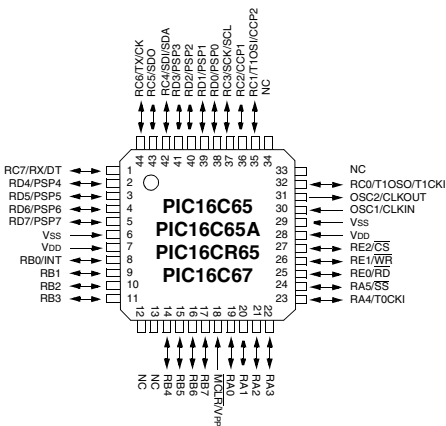 RC6/TX/CK
RC5/SDO
RC4/SDI/SDA
RD3/PSP3
RD2/PSP2
RD1/PSP1
RD0/PSP0
RC3/SCK/SCL
RC2/CCP1
RC1/T1OSI/CCP2
NC
44
43
42
41
40
39
38
37
36
35
34
RC7/RX/DT 1
RD4/PSP4 2
RD5/PSP5 3
RD6/PSP6 4
RD7/PSP7 5
VSS 6
VDD 7
RB0/INT 8
RB1 9
RB2 10
RB3 11
PIC16C65
PIC16C65A
PIC16CR65
PIC16C67
33 NC
32 RC0/T1OSO/T1CKI
31 OSC2/CLKOUT
30 OSC1/CLKIN
29 VSS
28 VDD
27 RE2/CS
26 RE1/WR
25 RE0/RD
24 RA5/SS
23 RA4/T0CKI
12
13
14
15
16
17
18
19
20
21
22
NC
NC
RB4
RB5
RB6
RB7
MCLR/VPP
RA0
RA1
RA2
RA3